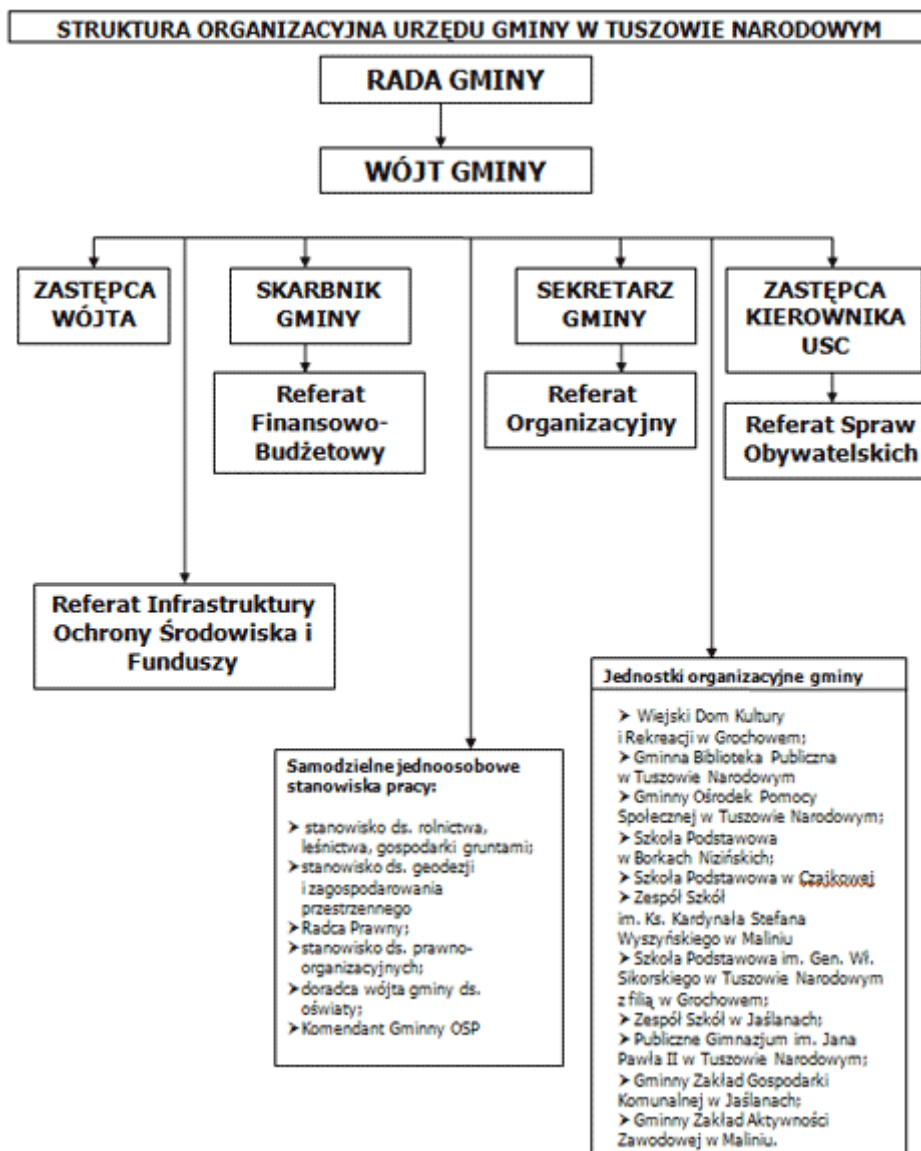 STRUKTURA ORGANIZACYJNA URZĘDU GMINY W TUSZOWIE NARODOWYM
RADA GMINY
WÓJT GMINY
ZASTĘPCA
WÓJTA
SKARBNIK
GMINY
SEKRETARZ
GMINY
ZASTĘPCA
KIEROWNIKA
USC
Referat
Finansowo-
Budżetowy
Referat
Organizacyjny
Referat Spraw
Obywatelskich
Referat Infrastruktury
Ochrony Środowiska i
Funduszy
Samodzielne jednoosobowe
stanowiska pracy:
➤ stanowisko ds. rolnictwa,
leśnictwa, gospodarki gruntami;
➤ stanowisko ds. geodezji
i zagospodarowania
przestrzennego
➤ Radca Prawny;
➤ stanowisko ds. prawno-
organizacyjnych;
➤ doradca wójta gminy ds.
oświaty;
➤ Komendant Gminny OSP
Jednostki organizacyjne gminy
➤ Wiejski Dom Kultury
i Rekreacji w Grochowem;
➤ Gminna Biblioteka Publiczna
w Tuszowie Narodowym
➤ Gminny Ośrodek Pomocy
Społecznej w Tuszowie Narodowym;
➤ Szkoła Podstawowa
w Borkach Nizińskich;
➤ Szkoła Podstawowa w Czajkowej
➤ Zespół Szkół
im. Ks. Kardynała Stefana
Wyszyńskiego w Maliniu
➤ Szkoła Podstawowa im. Gen. Wł.
Sikorskiego w Tuszowie Narodowym
z filią w Grochowem;
➤ Zespół Szkół w Jaślanach;
➤ Publiczne Gimnazjum im. Jana
Pawła II w Tuszowie Narodowym;
➤ Gminny Zakład Gospodarki
Komunalnej w Jaślanach;
➤ Gminny Zakład Aktywności
Zawodowej w Maliniu.